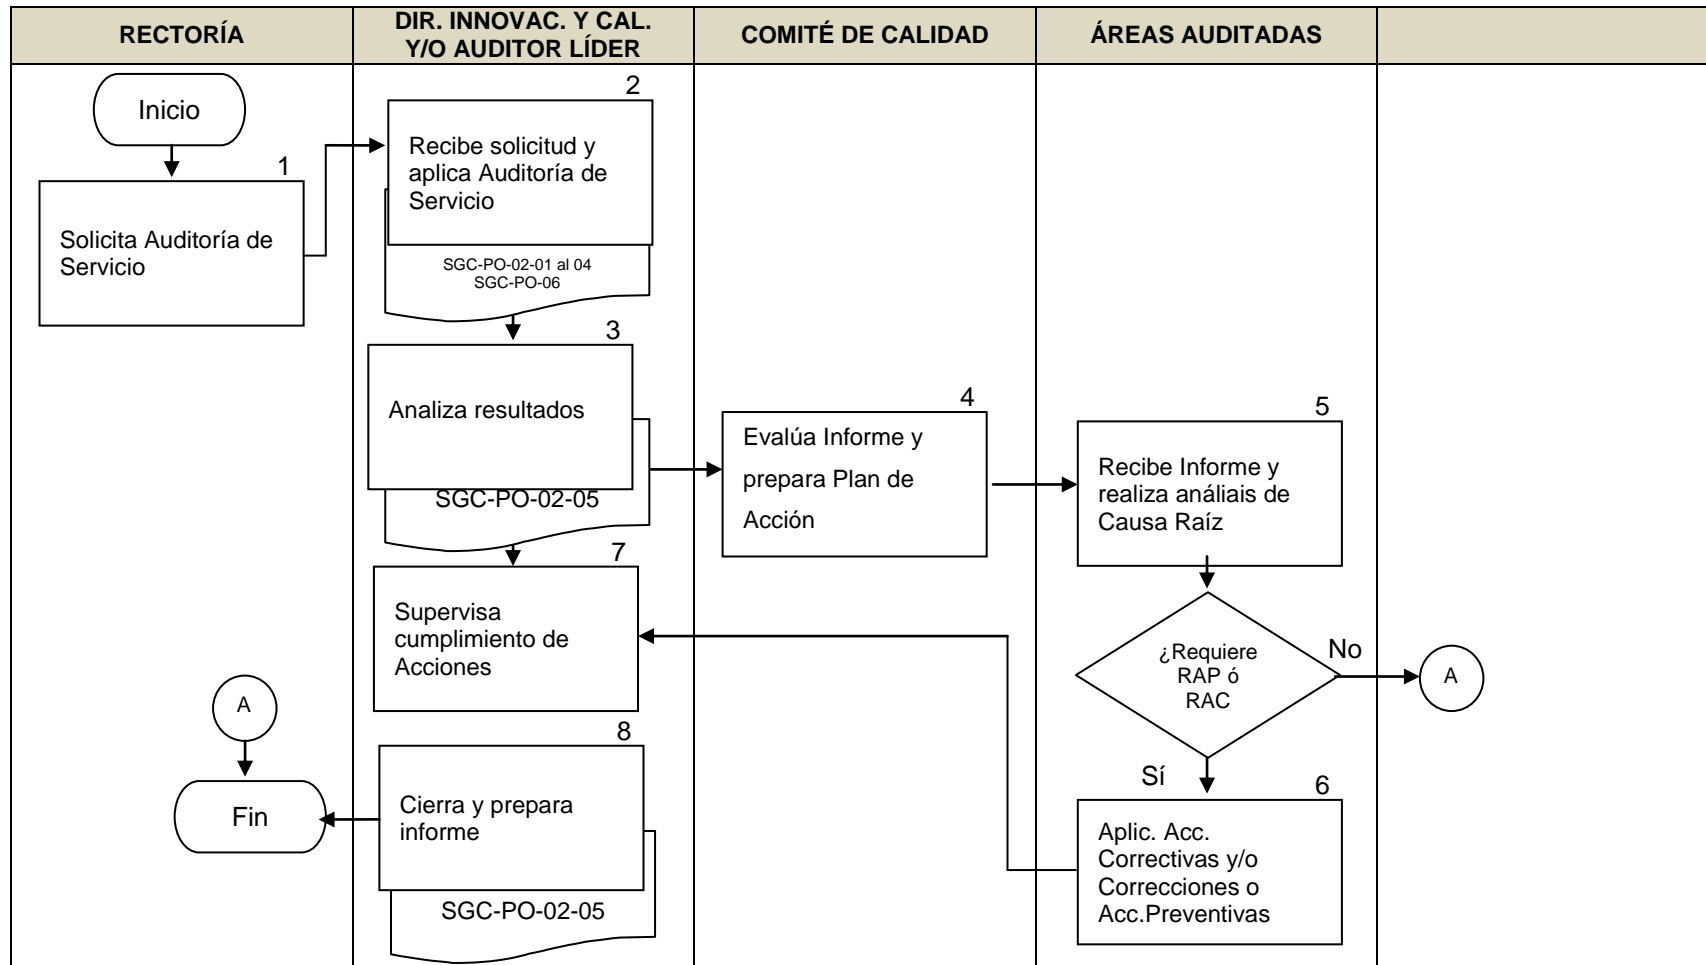 RECTORÍA
DIR. INNOVAC. Y CAL.
Y/O AUDITOR LÍDER
COMITÉ DE CALIDAD
ÁREAS AUDITADAS
Inicio
1
Solicita Auditoría de
Servicio
2
Recibe solicitud y
aplica Auditoría de
Servicio
SGC-PO-02-01 al 04
SGC-PO-06
3
Analiza resultados
SGC-PO-02-05
4
Evalúa Informe y
prepara Plan de
Acción
5
Recibe Informe y
realiza análiais de
Causa Raíz
¿Requiere
RAP ó
RAC
No
A
Sí
6
Aplic. Acc.
Correctivas y/o
Correcciones o
Acc.Preventivas
7
Supervisa
cumplimiento de
Acciones
8
Cierra y prepara
informe
SGC-PO-02-05
A
Fin